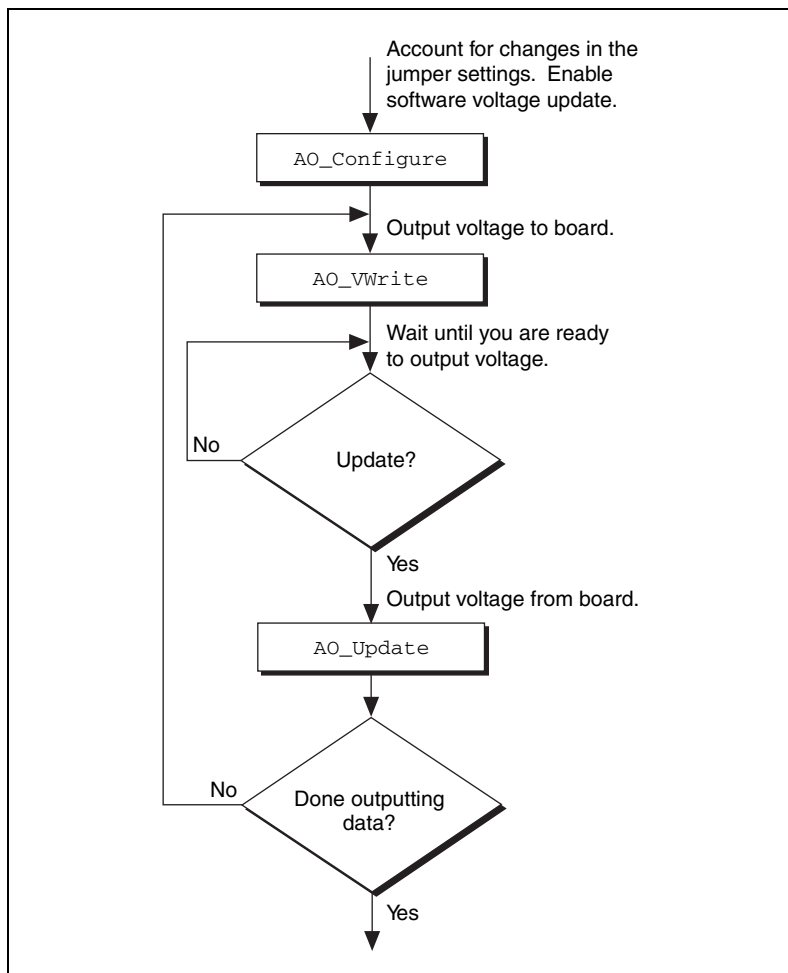 Account for changes in the
jumper settings.  Enable
software voltage update.
AO_Configure
Output voltage to board.
AO_VWrite
Wait until you are ready
to output voltage.
No
Update?
Yes
Output voltage from board.
AO_Update
No
Done outputting
data?
Yes